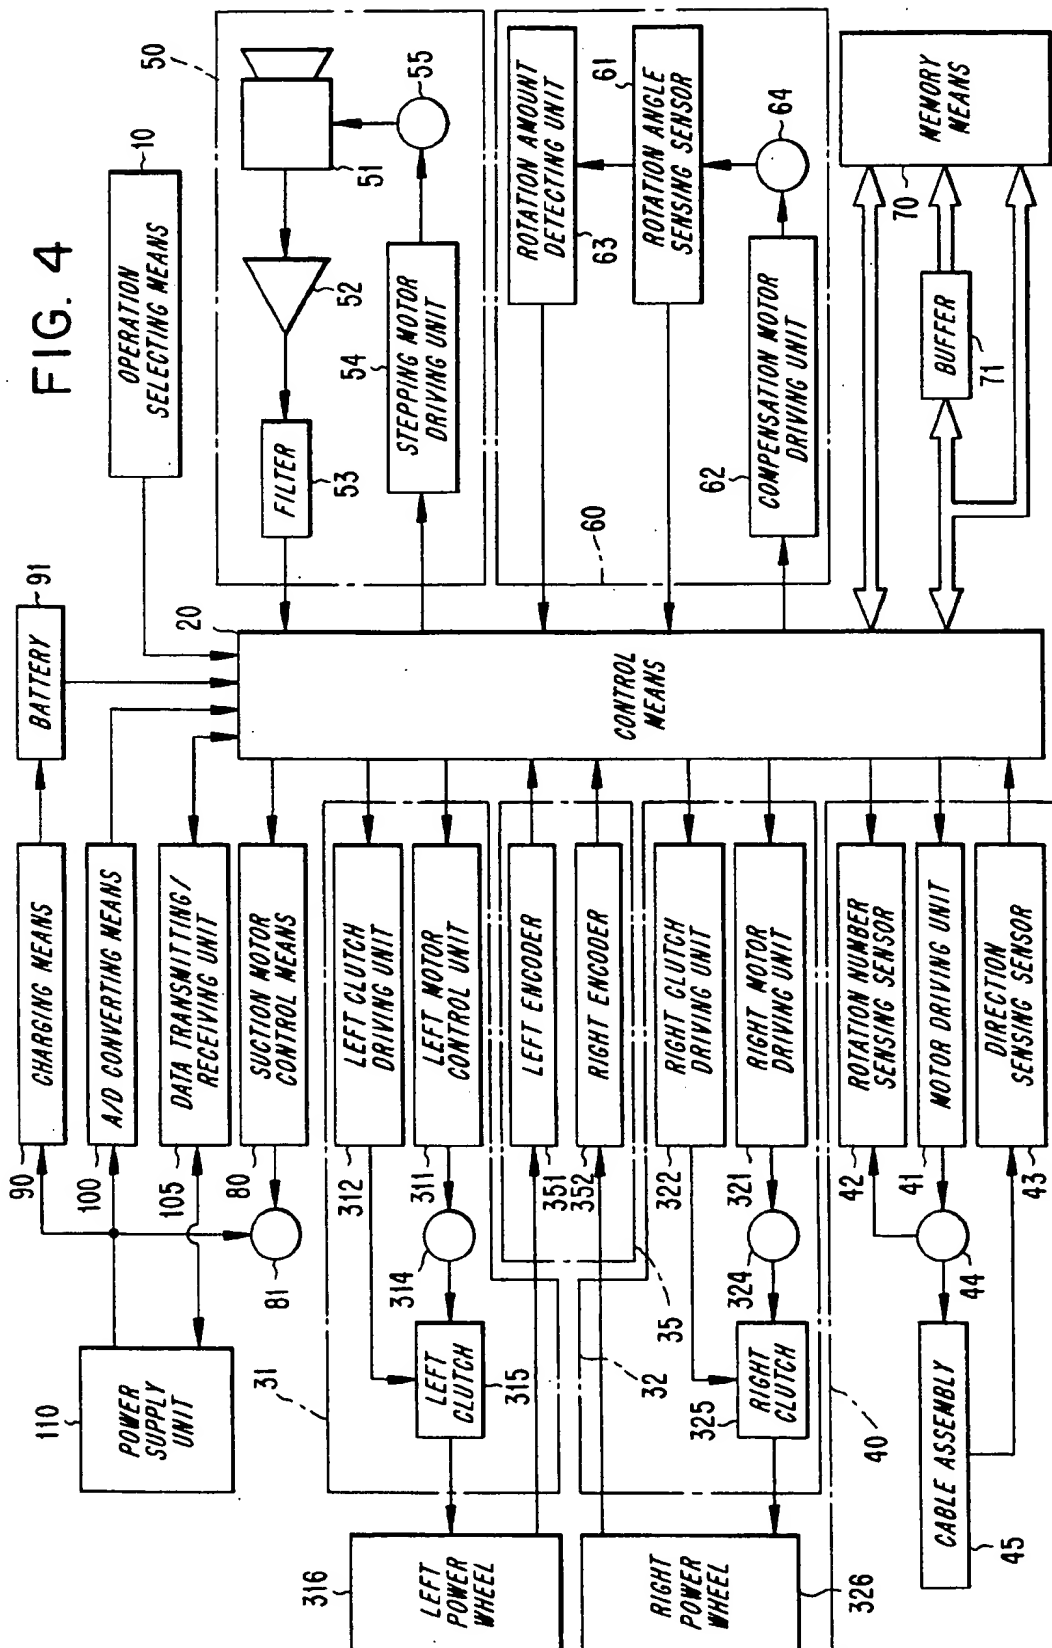 FIG. 4
110
POWER
SUPPLY
UNIT
90
CHARGING MEANS
91
BATTERY
10
OPERATION
SELECTING MEANS
100
A/D CONVERTING MEANS
105
DATA TRANSMITTING/
RECEIVING UNIT
80
SUCTION MOTOR
CONTROL MEANS
81
20
CONTROL
MEANS
50
51
52
FILTER
53
54
STEPPING MOTOR
DRIVING UNIT
55
31
312
LEFT CLUTCH
DRIVING UNIT
311
LEFT MOTOR
CONTROL UNIT
314
LEFT
CLUTCH
315
316
LEFT
POWER
WHEEL
LEFT ENCODER
351
RIGHT ENCODER
352
35
32
60
ROTATION AMOUNT
DETECTING UNIT
63
61
ROTATION ANGLE
SENSING SENSOR
62
COMPENSATION MOTOR
DRIVING UNIT
64
322
RIGHT CLUTCH
DRIVING UNIT
321
RIGHT MOTOR
DRIVING UNIT
324
325
RIGHT
CLUTCH
RIGHT
POWER
WHEEL
326
40
42
ROTATION NUMBER
SENSING SENSOR
41
MOTOR DRIVING UNIT
43
DIRECTION
SENSING SENSOR
44
CABLE ASSEMBLY
45
70
MEMORY
MEANS
BUFFER
71